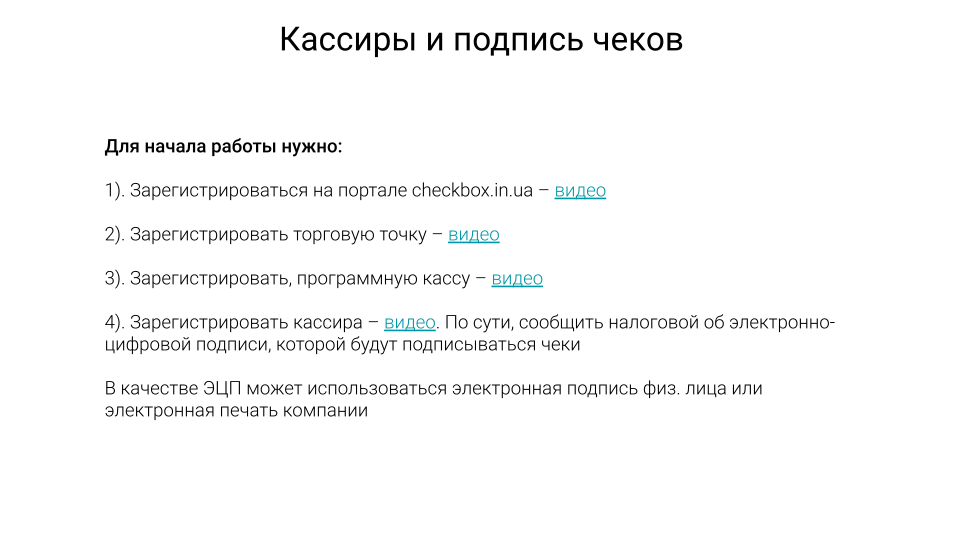 Кассиры и подпись чеков
Для начала работы нужно:
1). Зарегистрироваться на портале checkbox.in.ua – видео
2). Зарегистрировать торговую точку – видео
3). Зарегистрировать, программную кассу – видео
4). Зарегистрировать кассира – видео. По сути, сообщить налоговой об электронно-
цифровой подписи, которой будут подписываться чеки
В качестве ЭЦП может использоваться электронная подпись физ. лица или
электронная печать компании